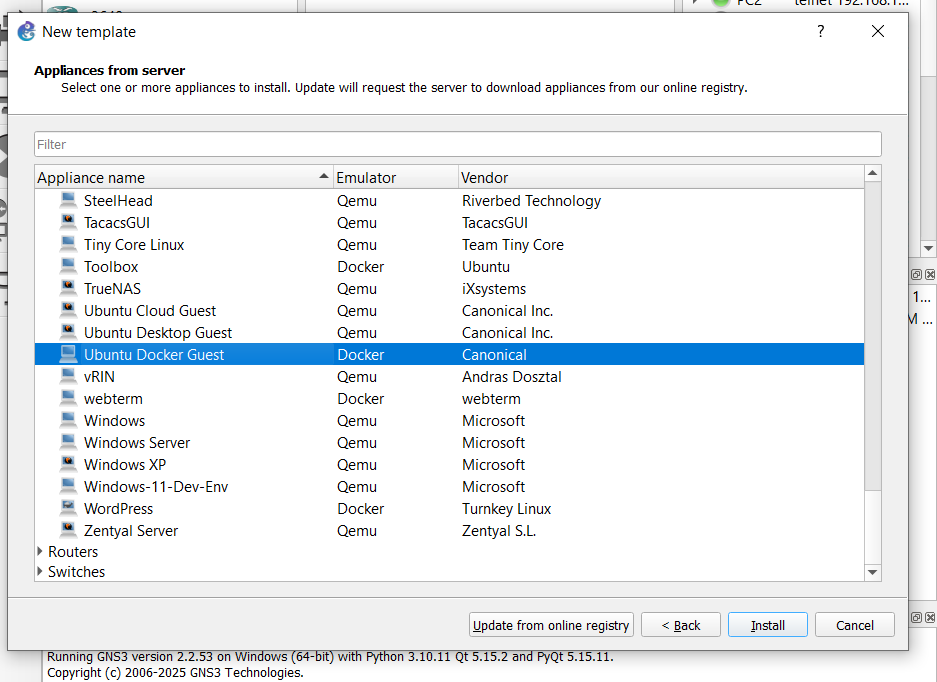 PC2 telnet 192.168.1...
New template
?
Appliances from server
Select one or more appliances to install. Update will request the server to download appliances from our online registry.
Filter
Appliance name Emulator Vendor
SteelHead Qemu Riverbed Technology
TacacsGUI Qemu TacacsGUI
Tiny Core Linux Qemu Team Tiny Core
Toolbox Docker Ubuntu
TrueNAS Qemu iXsystems
Ubuntu Cloud Guest Qemu Canonical Inc.
Ubuntu Desktop Guest Qemu Canonical Inc.
Ubuntu Docker Guest Docker Canonical
vRIN Qemu Andras Dosztal
webterm Docker webterm
Windows Qemu Microsoft
Windows Server Qemu Microsoft
Windows XP Qemu Microsoft
Windows-11-Dev-Env Qemu Microsoft
WordPress Docker Turnkey Linux
Zentyal Server Qemu Zentyal S.L.
Routers
Switches
1...
M ...
Update from online registry < Back Install Cancel
Running GNS3 version 2.2.53 on Windows (64-bit) with Python 3.10.11 Qt 5.15.2 and PyQt 5.15.11.
Copyright (c) 2006-2025 GNS3 Technologies.